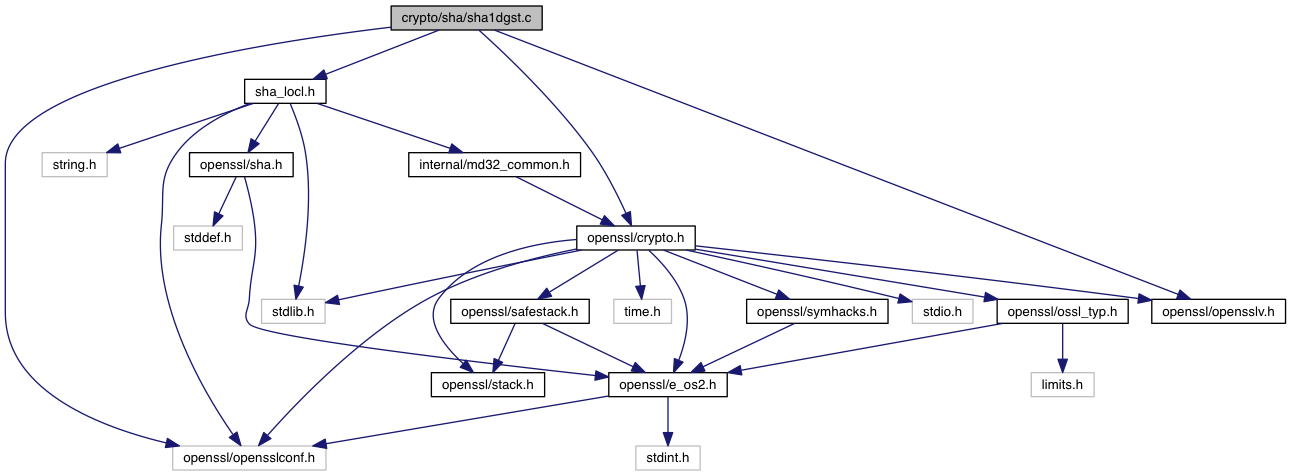 crypto/sha/sha1dgst.c
sha_locl.h
string.h
openssl/sha.h
internal/md32_common.h
stddef.h
openssl/crypto.h
stdlib.h
openssl/safestack.h
time.h
openssl/symhacks.h
stdio.h
openssl/ossl_typ.h
openssl/opensslv.h
openssl/stack.h
openssl/e_os2.h
limits.h
openssl/opensslconf.h
stdint.h